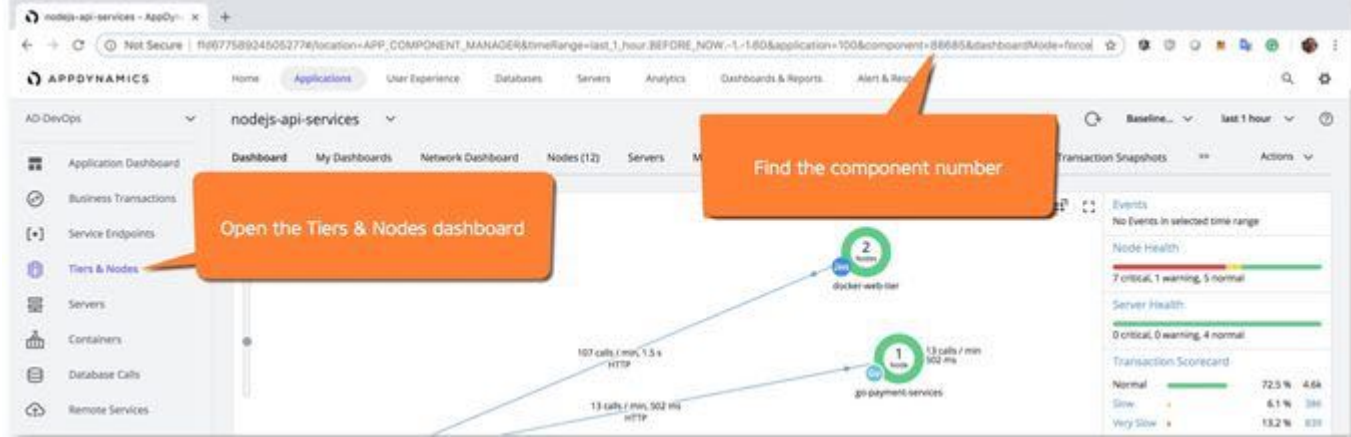 nodejs-api-services - AppDyn
Not Secure
location=APP_COMPONENT_MANAGER&timeRange=last_1_hour.BEFORE_NOW.-1.-1.60&application=100&component=88685&dashboardMode=force
APPDYNAMICS
Home Applications User Experience Databases Servers Analytics Dashboards & Reports Alert &
AD-DevOps
nodejs-api-services
Baseline... last 1 hour
Dashboard My Dashboards Network Dashboard Nodes (12) Servers M
Transaction Snapshots Actions
Find the component number
Application Dashboard
Business Transactions
Service Endpoints
Tiers & Nodes
Servers
Containers
Database Calls
Remote Services
Open the Tiers & Nodes dashboard
2
Nodes
docker-web-tier
107 calls / min, 1.5 s
HTTP
1
Node
13 calls / min
502 ms
go-payment-services
13 calls / min, 502 ms
HTTP
Events
No Events in selected time range
Node Health
7 critical, 1 warning, 5 normal
Server Health
0 critical, 0 warning, 4 normal
Transaction Scorecard
Normal 72.5 % 4.6k
Slow 6.1 %
Very Slow 13.2 %